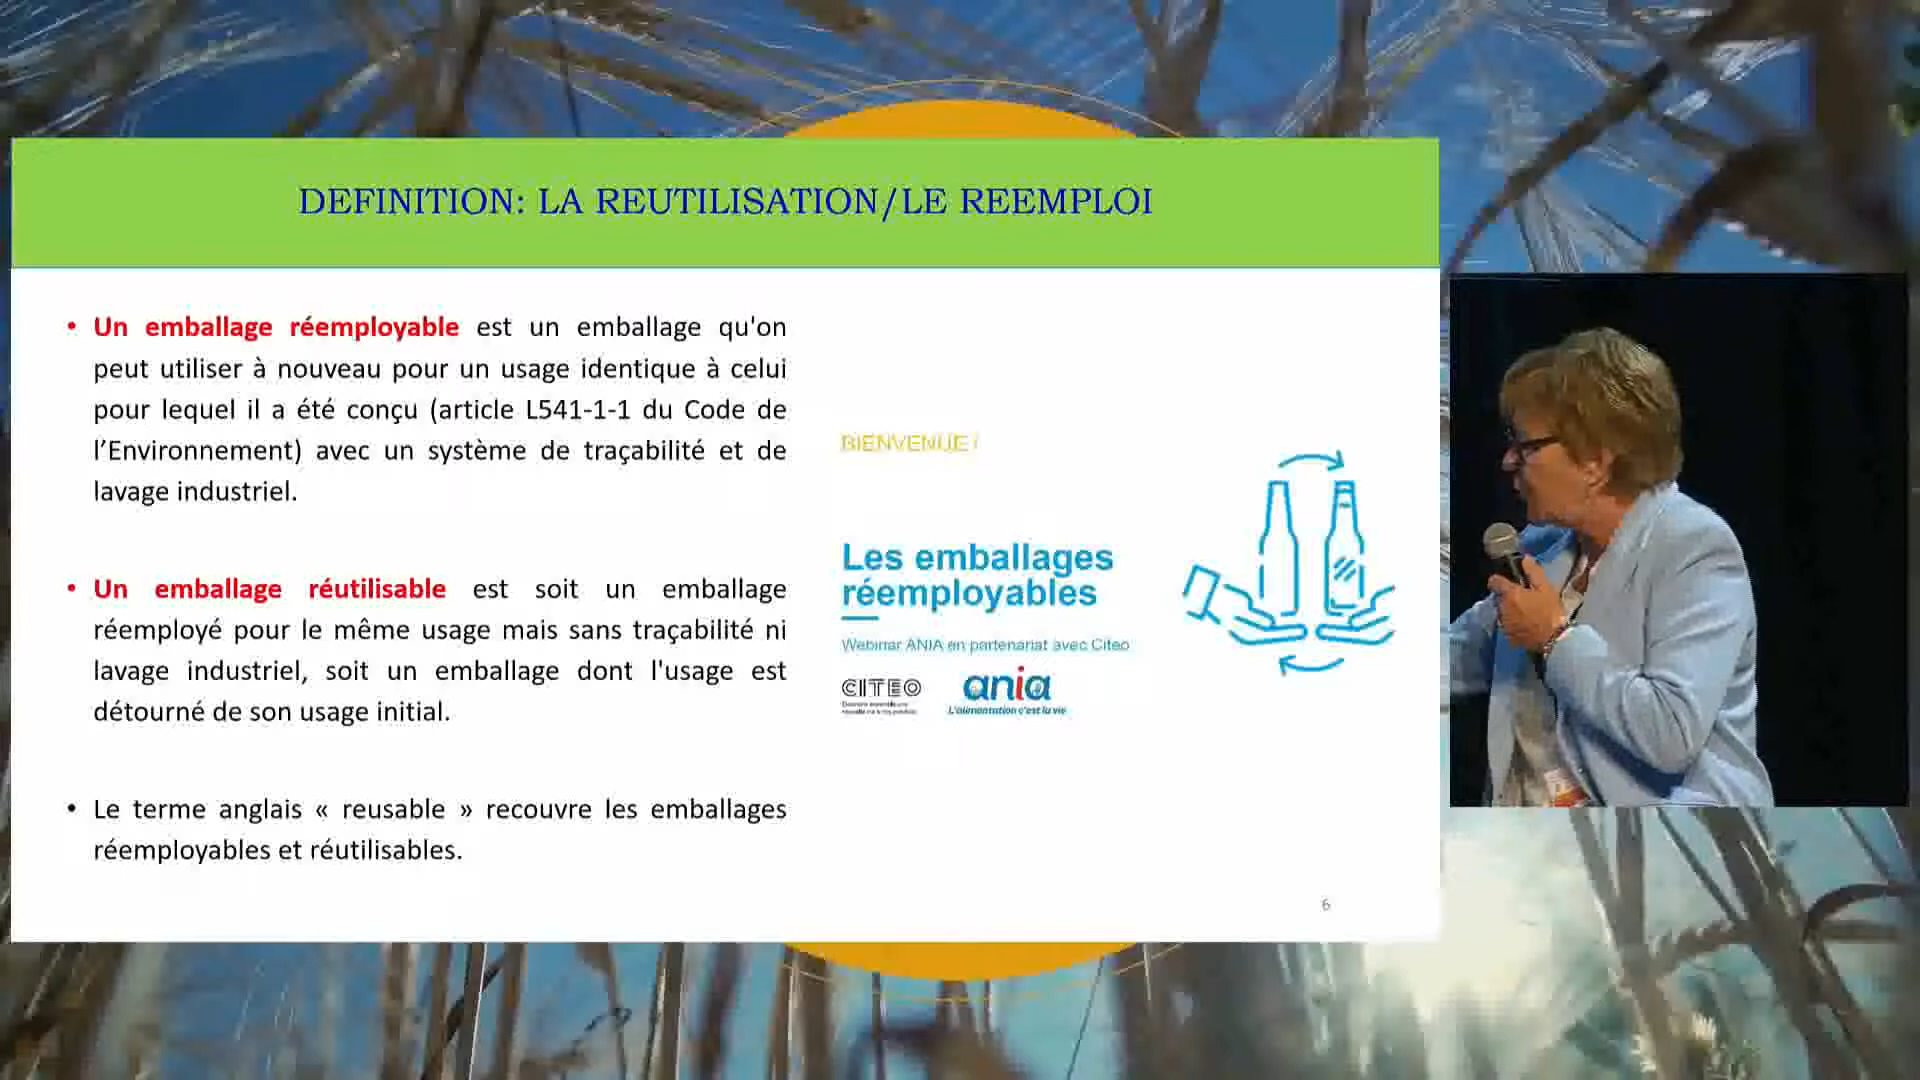 DEFINITION: LA REUTILISATION/LE REEMPLOI
• Un emballage réemployable est un emballage qu'on
peut utiliser à nouveau pour un usage identique à celui
pour lequel il a été conçu (article L541-1-1 du Code de
l’Environnement) avec un système de traçabilité et de
lavage industriel.
• Un emballage réutilisable est soit un emballage
réemployé pour le même usage mais sans traçabilité ni
lavage industriel, soit un emballage dont l'usage est
détourné de son usage initial.
• Le terme anglais « reusable » recouvre les emballages
réemployables et réutilisables.
BIENVENUE !
Les emballages
réemployables
Webinar ANIA en partenariat avec Citeo
CITEO
ania
L'alimentation c'est la vie
6